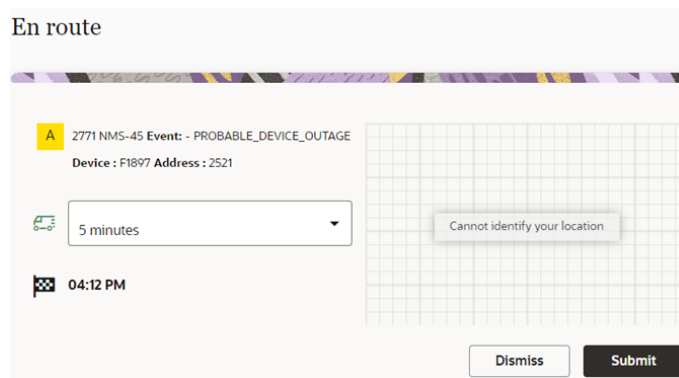 En route
A
2771 NMS-45 Event: - PROBABLE_DEVICE_OUTAGE
Device : F1897 Address : 2521
5 minutes
Cannot identify your location
04:12 PM
Dismiss
Submit